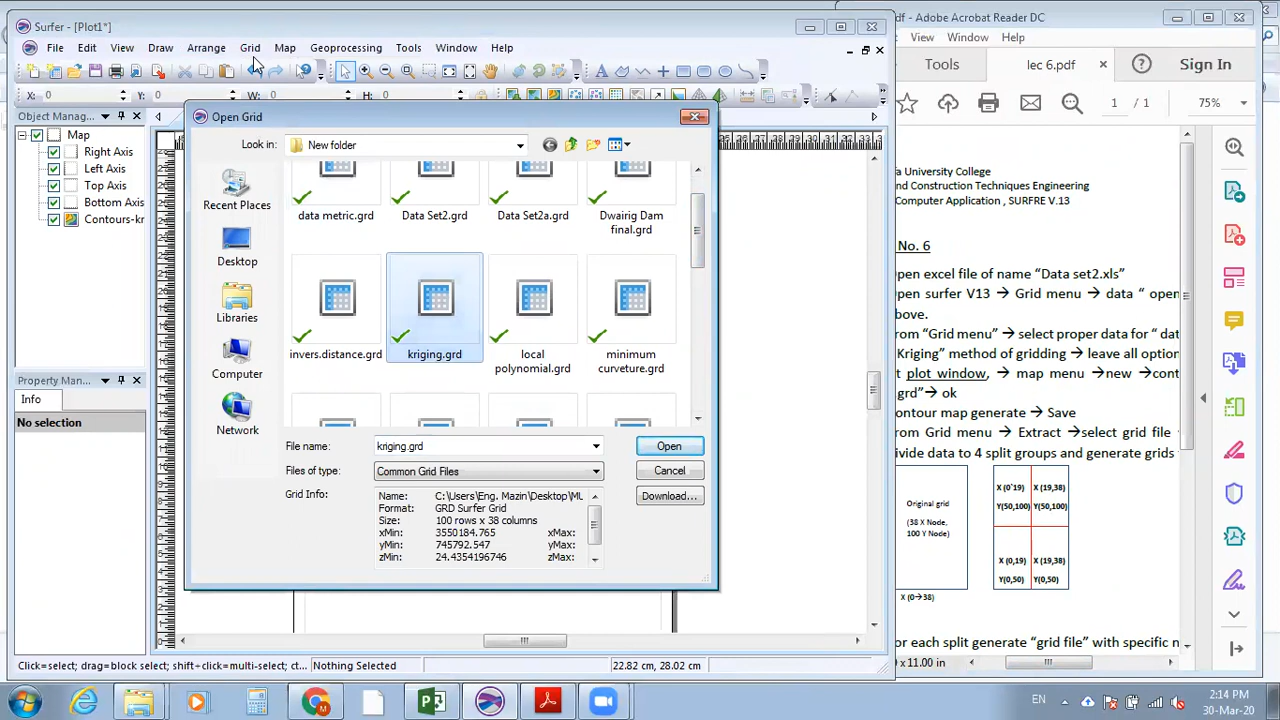 Surfer - [Plot1*]
File Edit View Draw Arrange Grid Map Geoprocessing Tools Window Help
X: 0 Y: 0 W: 0 H: 0
Object Manag...
Map
Right Axis
Left Axis
Top Axis
Bottom Axis
Contours-kr
Property Man...
Info
No selection
Open Grid
Look in: New folder
Recent Places
Desktop
Libraries
Computer
Network
data metric.grd
Data Set2.grd
Data Set2a.grd
Dwairig Dam
final.grd
invers.distance.grd
kriging.grd
local
polynomial.grd
minimum
curveture.grd
File name: kriging.grd Open
Files of type: Common Grid Files Cancel
Grid Info: Download...
Name: C:\Users\Eng. Mazin\Desktop\MU
Format: GRD Surfer Grid
Size: 100 rows x 38 columns
xMin: 3550184.765 xMax:
yMin: 745792.547 yMax:
zMin: 24.4354196746 zMax:
Click=select; drag=block select; shift+click=multi-select; ct... Nothing Selected 22.82 cm, 28.02 cm
df - Adobe Acrobat Reader DC
View Window Help
Tools lec 6.pdf Sign In
1 / 1 75%
fa University College
and Construction Techniques Engineering
Computer Application , SURFRE V.13
No. 6
pen excel file of name “Data set2.xls”
pen surfer V13 → Grid menu → data “ open
above.
rom “Grid menu” → select proper data for “ dat
Kriging” method of gridding → leave all option
t plot window, → map menu →new →cont
grd”→ ok
ontour map generate → Save
rom Grid menu → Extract →select grid file
ivide data to 4 split groups and generate grids
Original grid
(38 X Node,
100 Y Node)
X (0`19)
Y(50,100)
X (19,38)
Y(50,100)
X (0,19)
Y(0,50)
X (19,38)
Y(0,50)
X (0→38)
or each split generate “grid file” with specific n
x 11.00 in
EN
2:14 PM
30-Mar-20